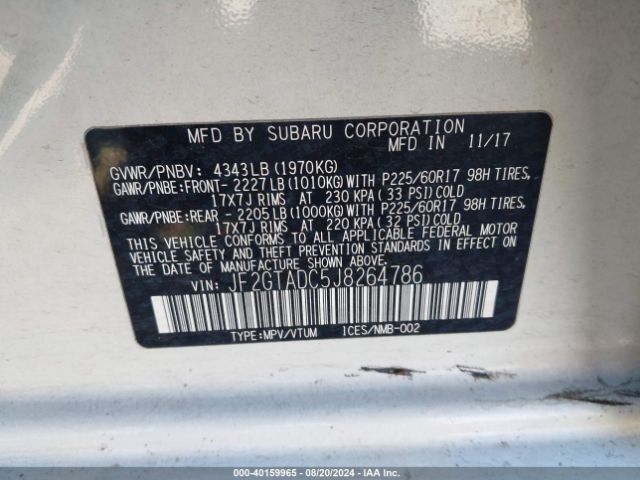 MFD BY SUBARU CORPORATION
MFD IN 11/17
GVWR/PNBV: 4343LB (1970KG)
GAWR/PNBE:FRONT- 2227LB (1010KG) WITH P225/60R17 98H TIRES,
17X7J RIMS AT 230 KPA (33 PSI) COLD
GAWR/PNBE:REAR - 2205LB (1000KG) WITH P225/60R17 98H TIRES,
17X7J RIMS AT 220 KPA (32 PSI) COLD
THIS VEHICLE CONFORMS TO ALL APPLICABLE FEDERAL MOTOR
VEHICLE SAFETY AND THEFT PREVENTION STANDARDS IN EFFECT
ON THE DATE OF MANUFACTURE SHOWN ABOVE.
VIN: JF2GTADC5J8264786
TYPE:MPV/VTUM ICES/NMB-002
000-40159965 - 08/20/2024 - IAA Inc.